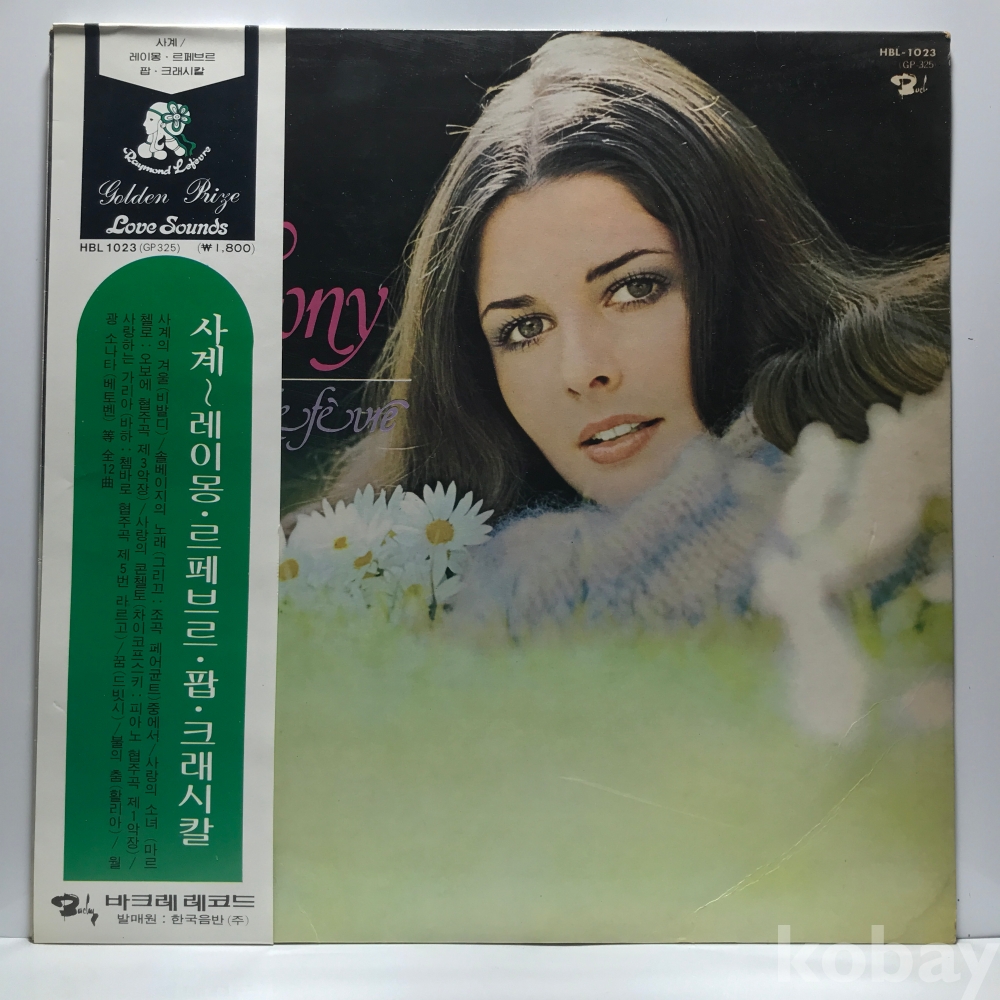 사계/
레이몽・르페브르
팝・크래시칼
Raymond Lefèvre
Golden Prize
Love Sounds
HBL 1023 (GP 325) (₩1,800)
사계~레이몽・르페브르・팝・크래시칼
사계의 겨울(비발디)/솔베이지의 노래(그리끄:조곡 페어귄트)중에서/사랑의 소녀(마르
첼로:오보에 협주곡 제3악장)/사랑의 콘첼토(차이코프스키:피아노 협주곡 제1악장)/
사랑하는 가리아(바하:쳄바로 협주곡 제5번 라르고)/꿈(드빗시)/불의 춤(활리아)/월
광 소나타(베토벤) 等 全12曲
바크레 레코드
발매원 : 한국음반(주)
HBL-1023
(GP 325)
ony
efèvre
kobay